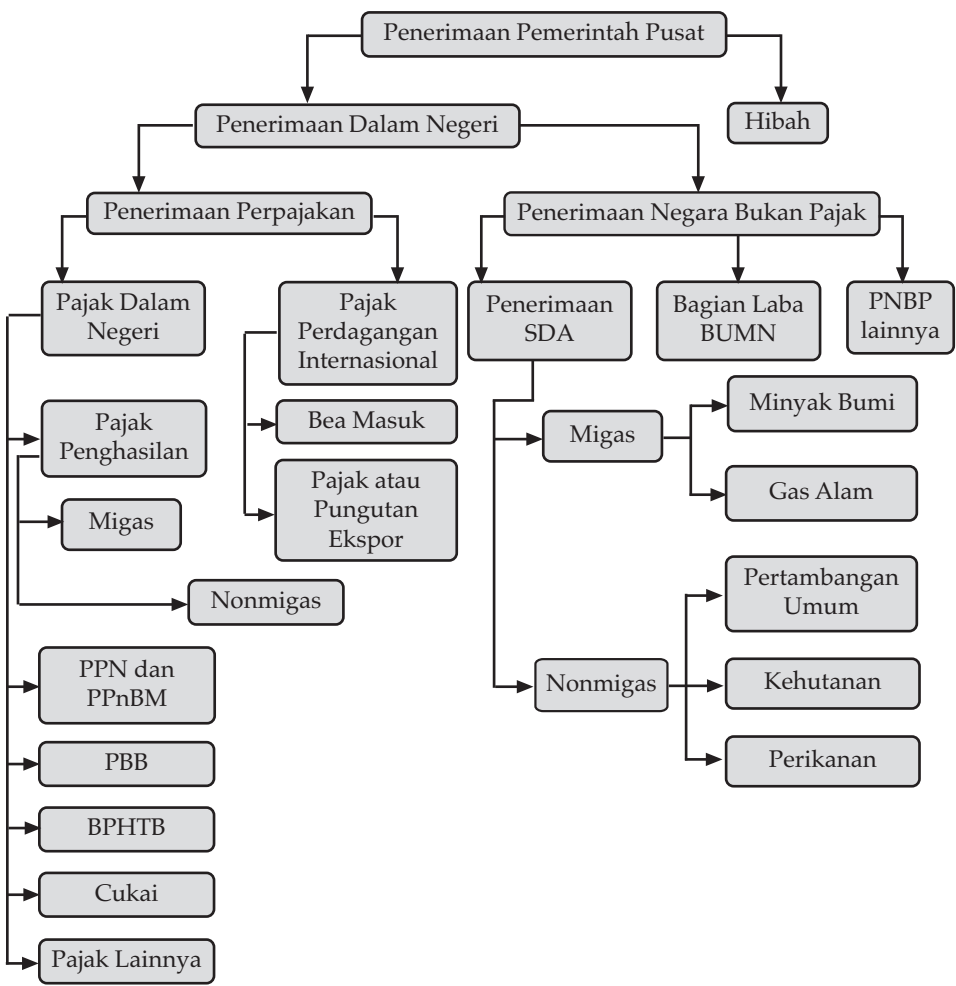 Penerimaan Pemerintah Pusat
Hibah
Penerimaan Dalam Negeri
Penerimaan Perpajakan
Penerimaan Negara Bukan Pajak
Pajak Dalam
Negeri
Pajak
Perdagangan
Internasional
Penerimaan
SDA
Bagian Laba
BUMN
PNBP
lainnya
Pajak
Penghasilan
Migas
Nonmigas
PPN dan
PPnBM
PBB
BPHTB
Cukai
Pajak Lainnya
Bea Masuk
Pajak atau
Pungutan
Ekspor
Migas
Minyak Bumi
Gas Alam
Nonmigas
Pertambangan
Umum
Kehutanan
Perikanan